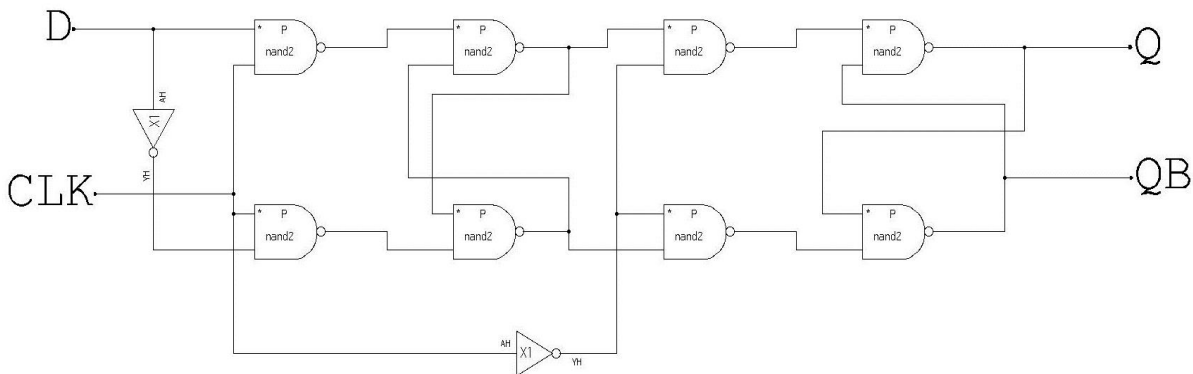 D
* P
nand2
* P
nand2
* P
nand2
* P
nand2
Q
AH
X1
YH
CLK
QB
* P
nand2
* P
nand2
* P
nand2
* P
nand2
AH
X1
YH